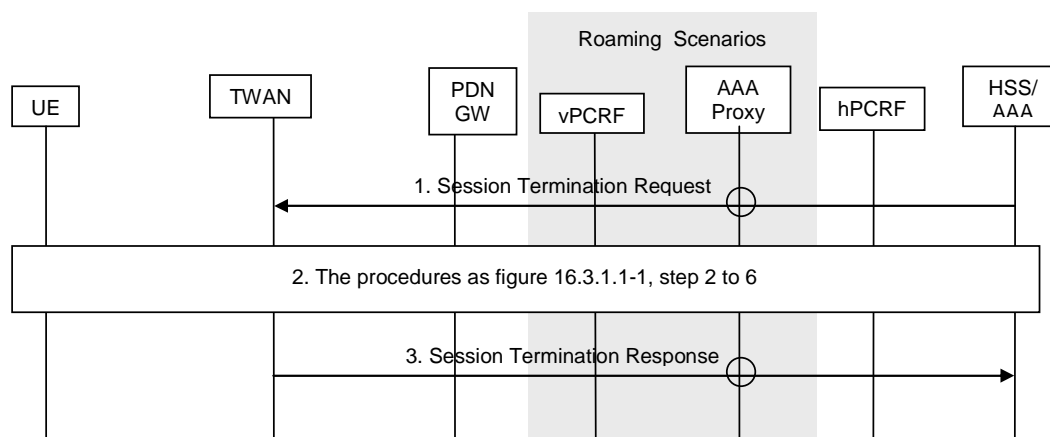 Roaming Scenarios
UE
TWAN
PDN
GW
vPCRF
AAA
Proxy
hPCRF
HSS/
AAA
1. Session Termination Request
2. The procedures as figure 16.3.1.1-1, step 2 to 6
3. Session Termination Response